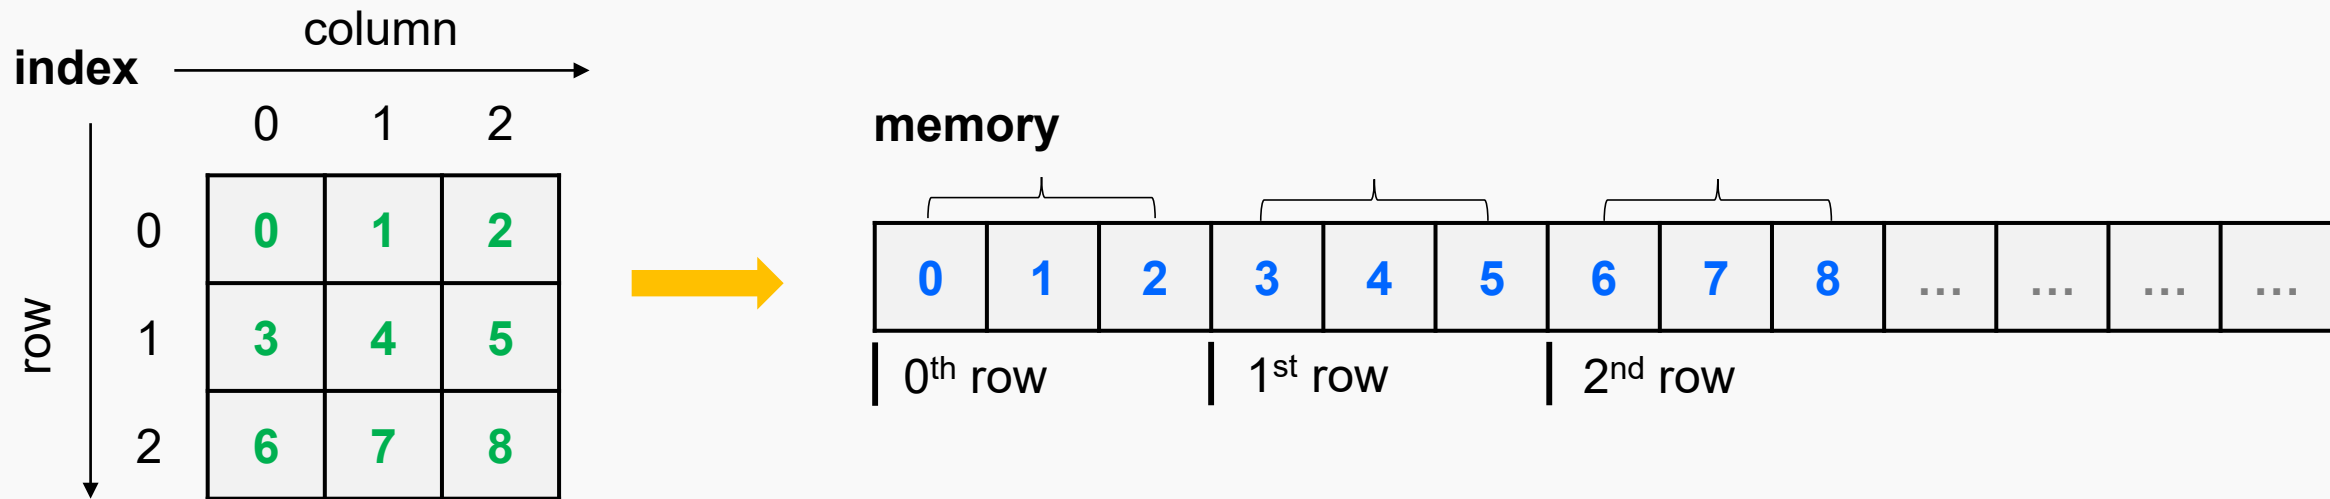 column
index
0 1 2
memory
row
0 0 1 2
1 3 4 5
2 6 7 8
0 1 2 3 4 5 6 7 8 ... ... ... ...
0th row 1st row 2nd row